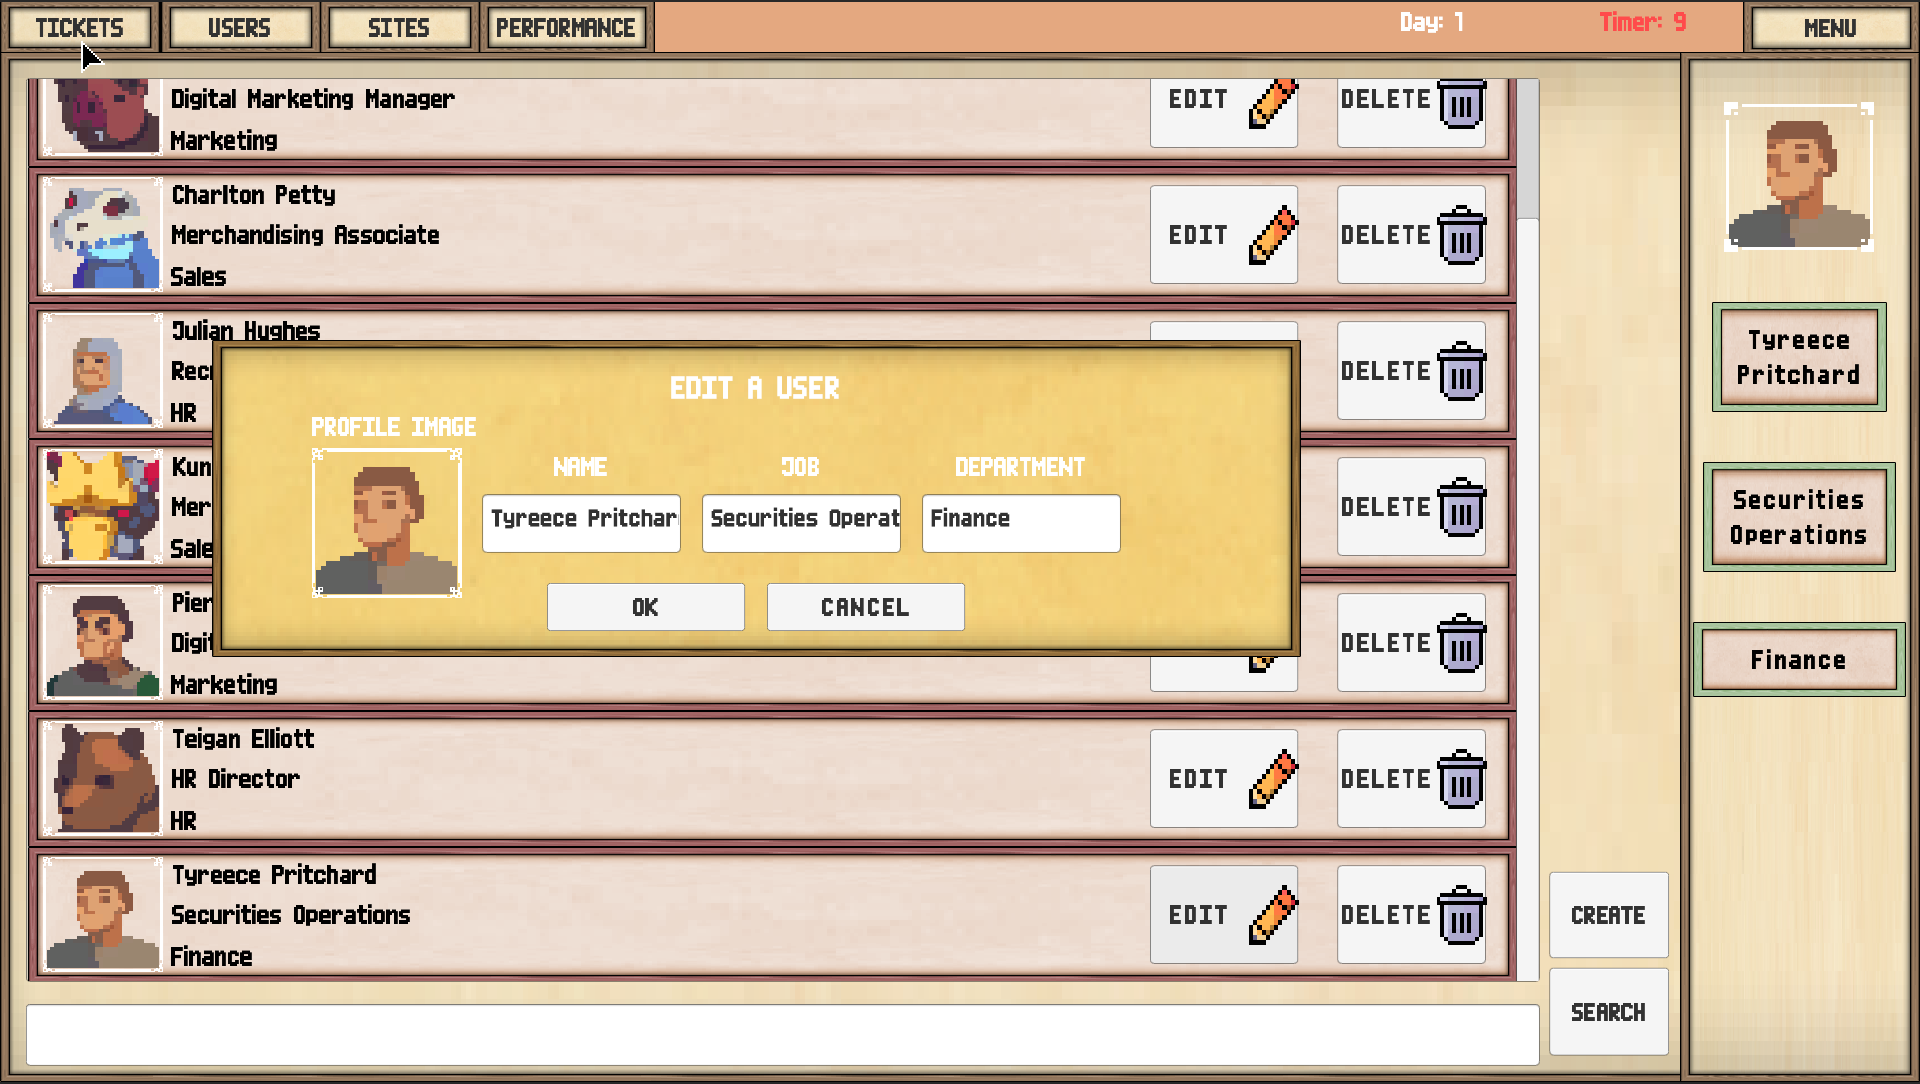 TICKETS
USERS
SITES
PERFORMANCE
Day: 1
Timer: 9
MENU
Digital Marketing Manager
Marketing
EDIT
DELETE
Charlton Petty
Merchandising Associate
Sales
EDIT
DELETE
Julian Hughes
HR
DELETE
Kun
Mer
Sale
DELETE
Pier
Digit
Marketing
DELETE
EDIT A USER
PROFILE IMAGE
NAME
JOB
DEPARTMENT
Tyreece Pritchar
Securities Operat
Finance
OK
CANCEL
Teigan Elliott
HR Director
HR
EDIT
DELETE
Tyreece Pritchard
Securities Operations
Finance
EDIT
DELETE
CREATE
SEARCH
Tyreece
Pritchard
Securities
Operations
Finance